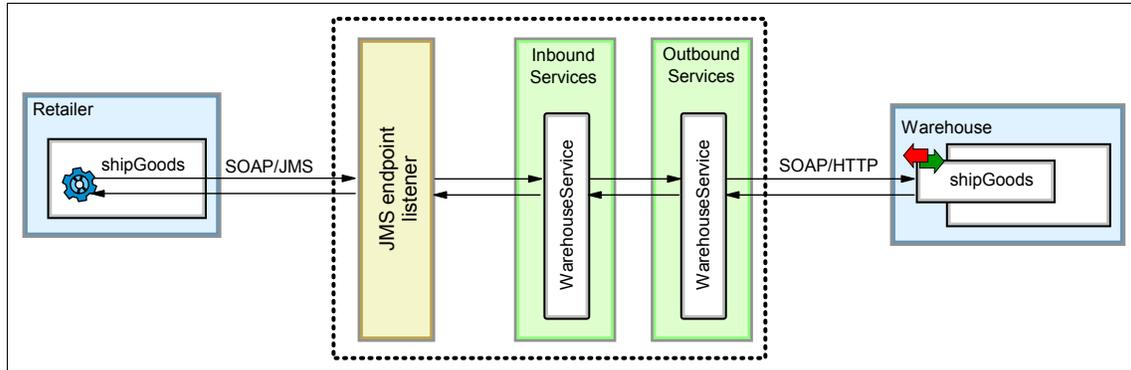 Retailer
shipGoods
SOAP/JMS
JMS endpoint
listener
Inbound
Services
WarehouseService
Outbound
Services
WarehouseService
SOAP/HTTP
Warehouse
shipGoods